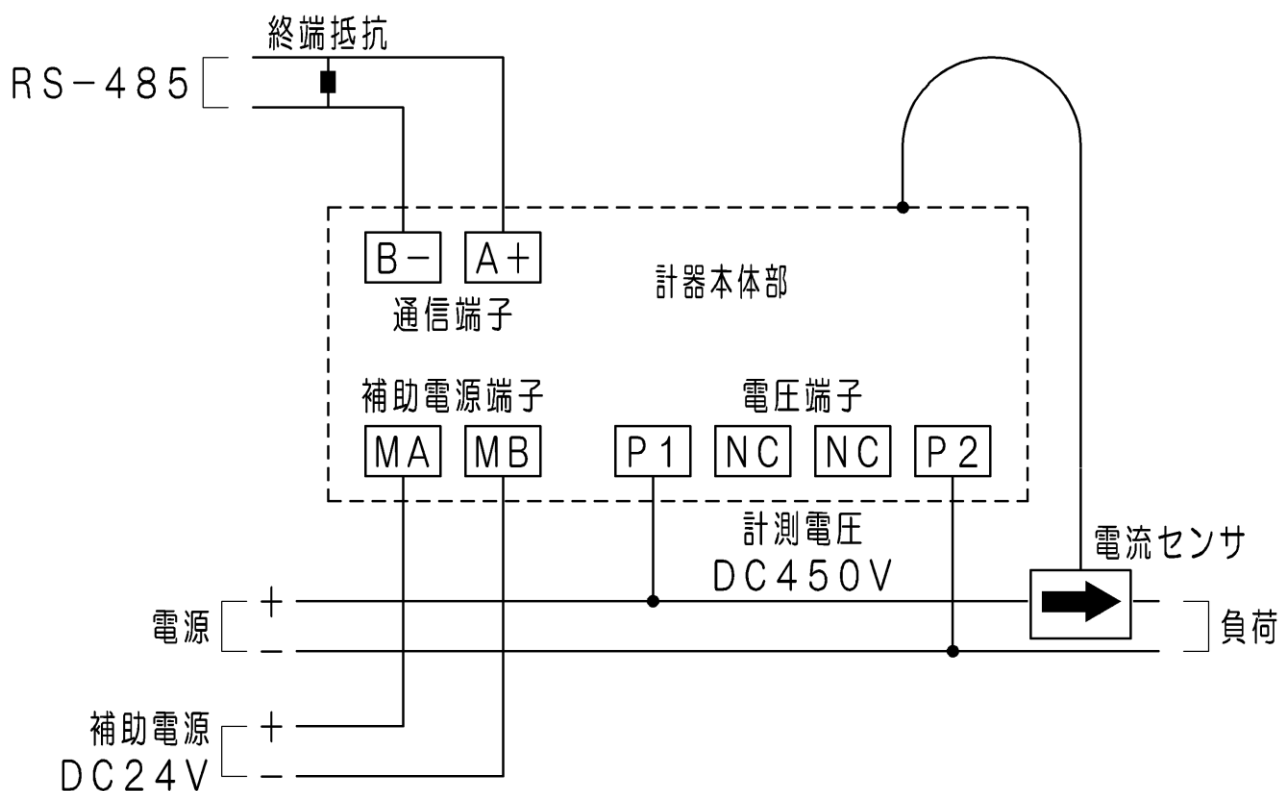 終端抵抗
RS-485
B- A+
通信端子
計器本体部
補助電源端子
電圧端子
MA MB P1 NC NC P2
計測電圧
DC450V
電流センサ
+
電源
-
負荷
+
補助電源
DC24V
-